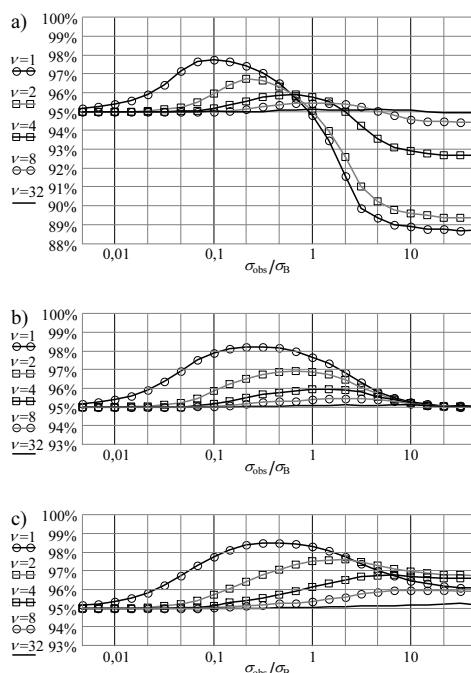 a)
100%
99%
98%
97%
96%
95%
94%
93%
92%
91%
90%
89%
88%
ν=1
ν=2
ν=4
ν=8
ν=32
0,01
0,1
1
10
σobs/σB
b)
100%
99%
98%
97%
96%
95%
94%
93%
ν=1
ν=2
ν=4
ν=8
ν=32
0,01
0,1
1
10
σobs/σB
c)
100%
99%
98%
97%
96%
95%
94%
93%
ν=1
ν=2
ν=4
ν=8
ν=32
0,01
0,1
1
10
σobs/σB